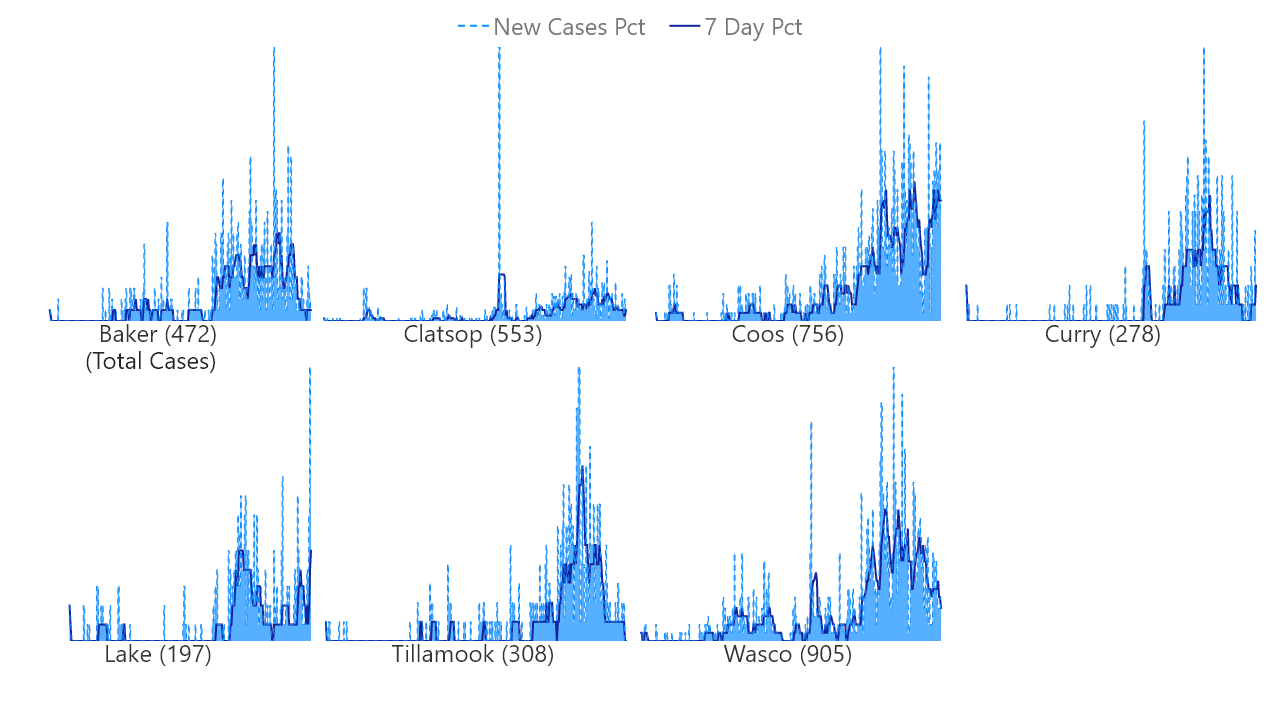 New Cases Pct 7 Day Pct
Baker (472)
(Total Cases)
Clatsop (553)
Coos (756)
Curry (278)
Lake (197)
Tillamook (308)
Wasco (905)